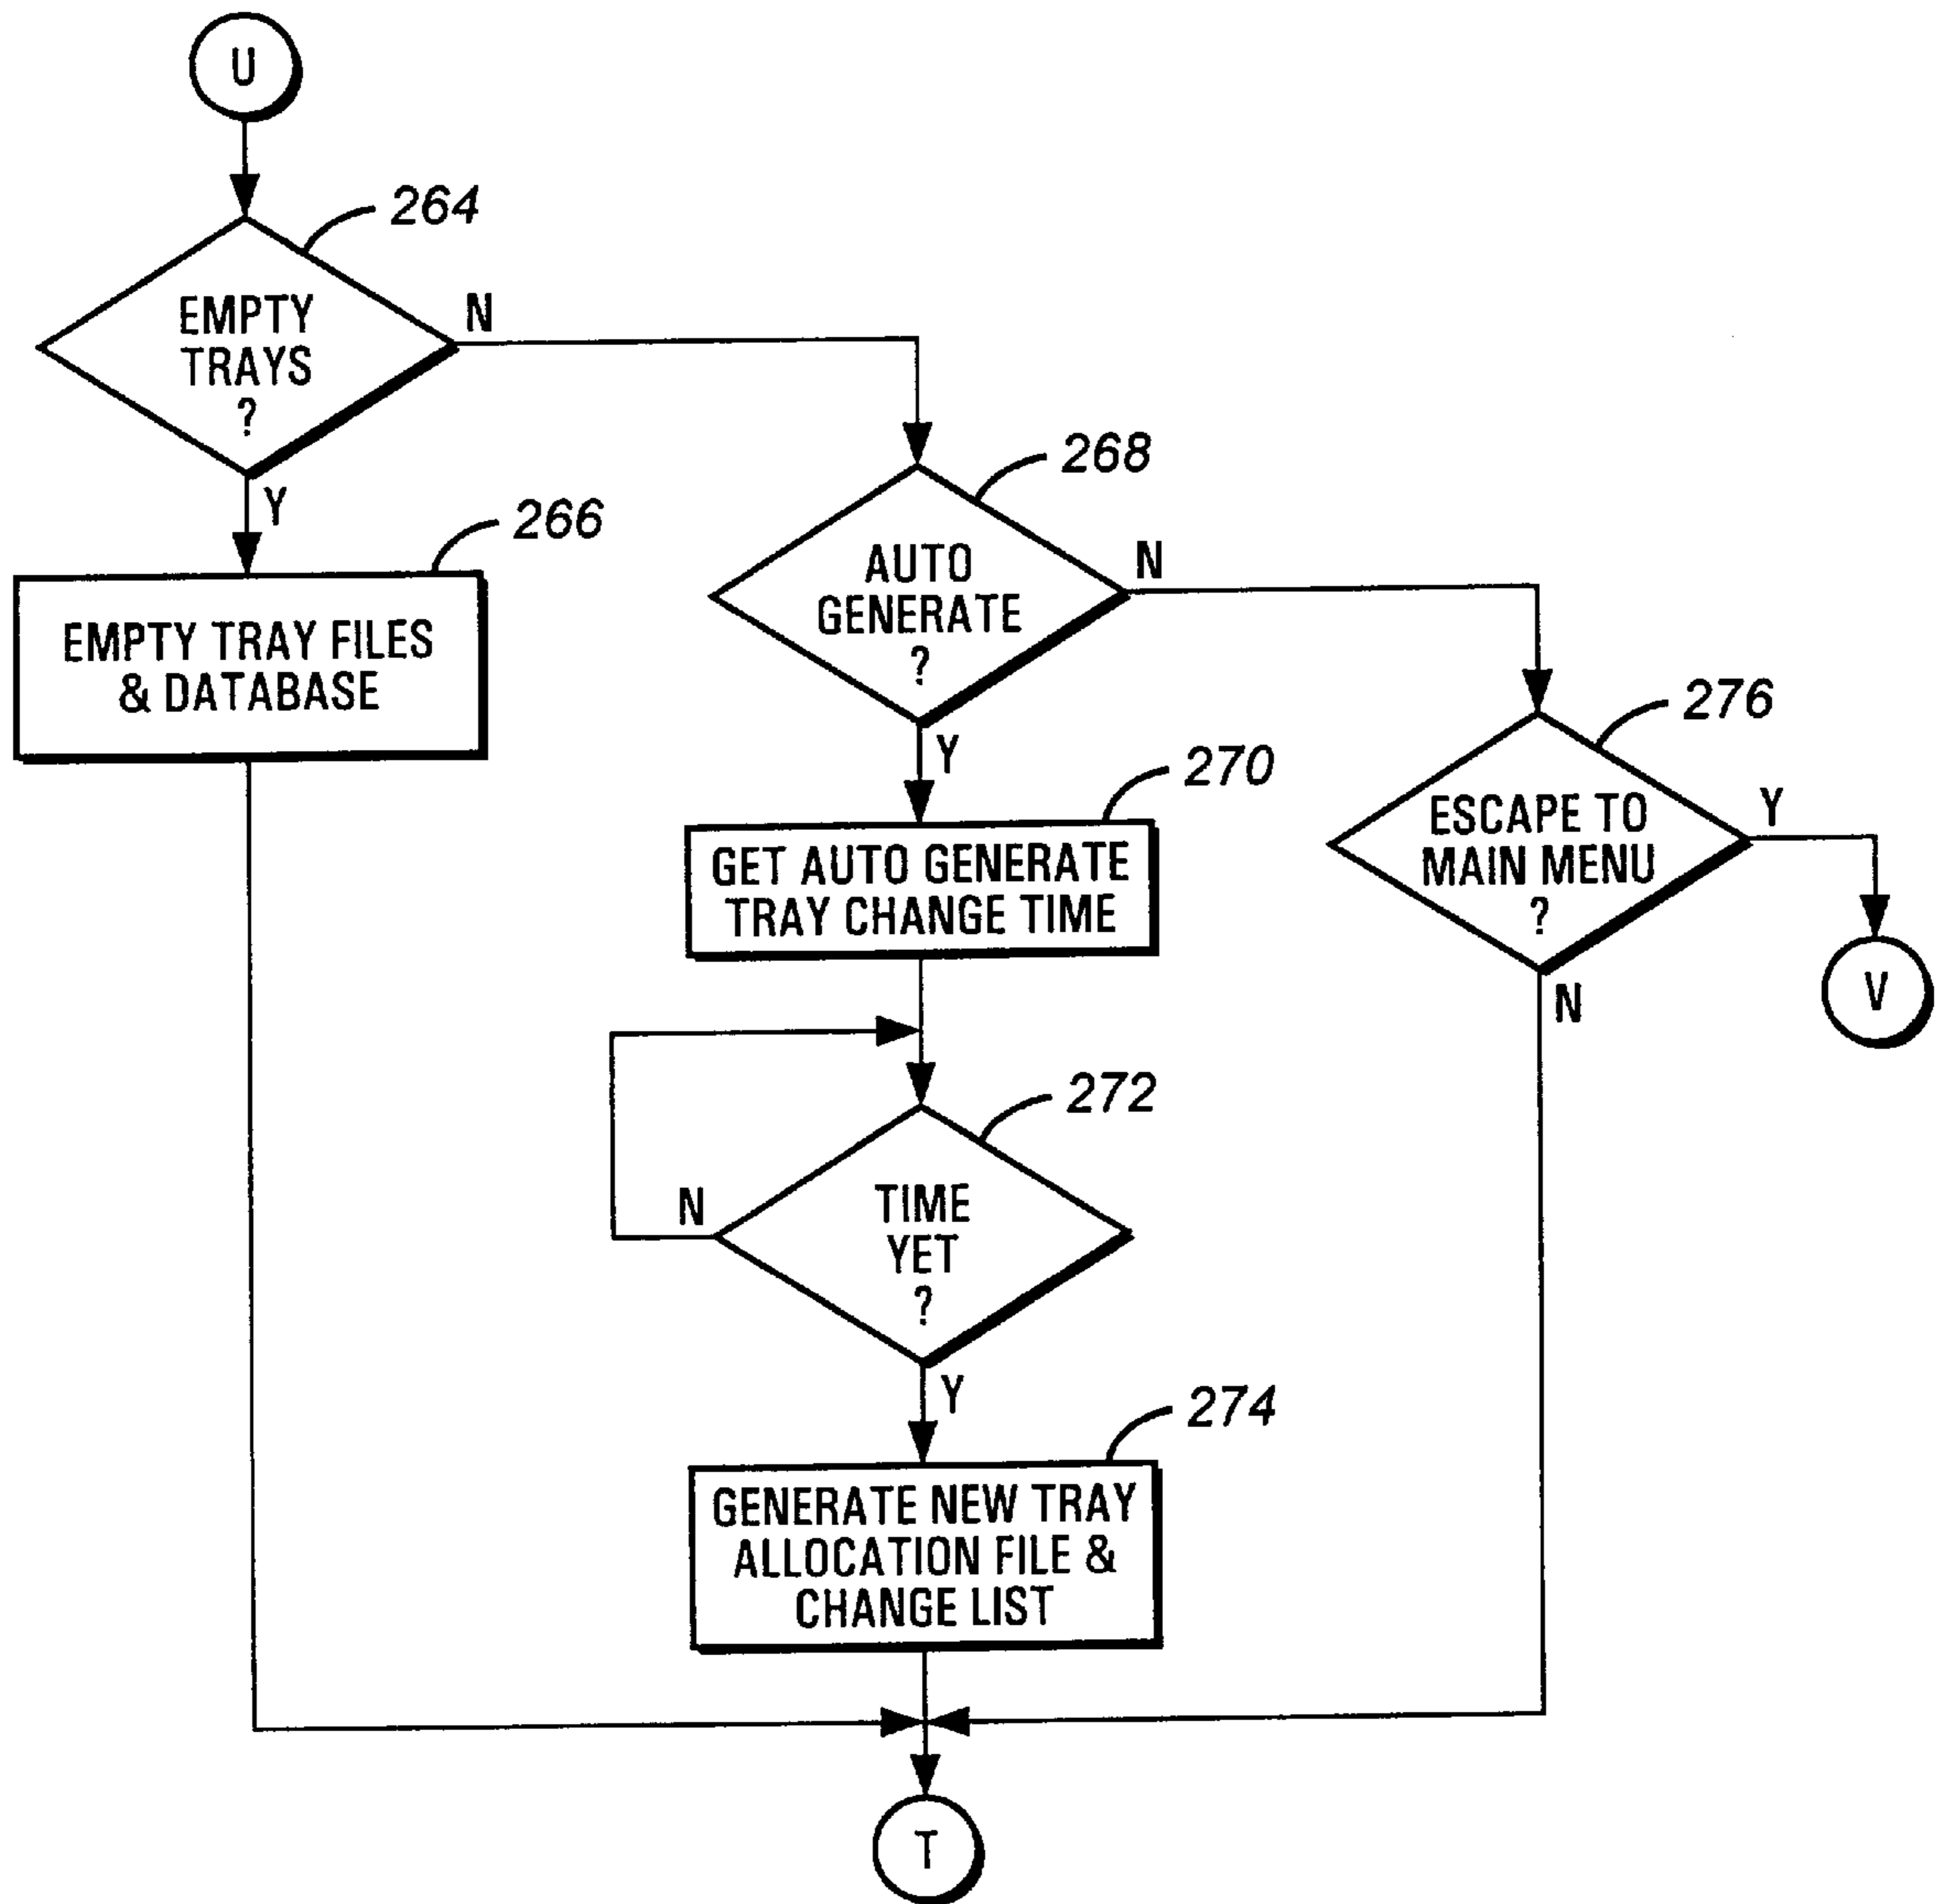 U
264
EMPTY
TRAYS
?
N
Y
266
EMPTY TRAY FILES
& DATABASE
268
AUTO
GENERATE
?
N
Y
270
GET AUTO GENERATE
TRAY CHANGE TIME
272
TIME
YET
?
N
Y
274
GENERATE NEW TRAY
ALLOCATION FILE &
CHANGE LIST
276
ESCAPE TO
MAIN MENU
?
Y
N
V
T